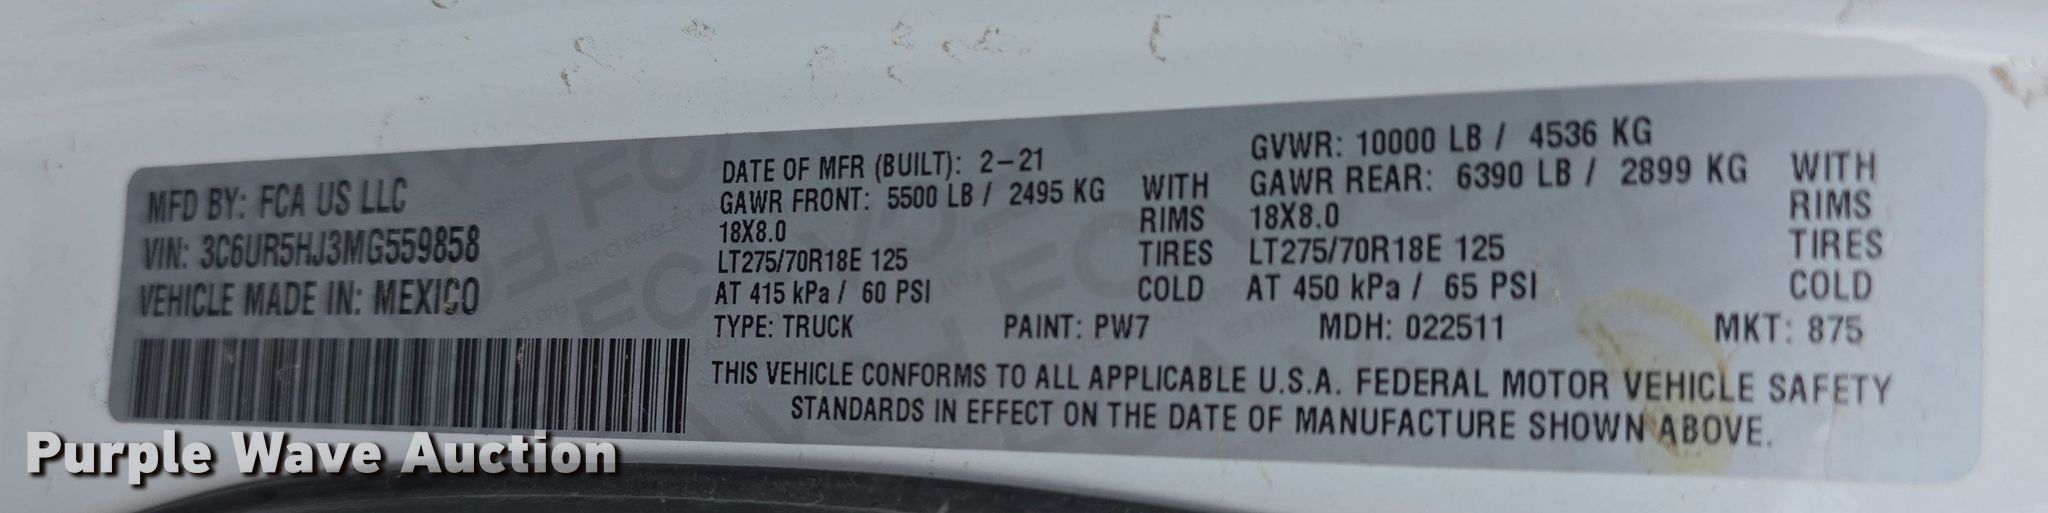 MFD BY: FCA US LLC
VIN: 3C6UR5HJ3MG559858
VEHICLE MADE IN: MEXICO
DATE OF MFR (BUILT): 2-21
GAWR FRONT: 5500 LB / 2495 KG WITH
18X8.0 RIMS
LT275/70R18E 125 TIRES
AT 415 kPa / 60 PSI COLD
GVWR: 10000 LB / 4536 KG
GAWR REAR: 6390 LB / 2899 KG WITH
18X8.0 RIMS
LT275/70R18E 125 TIRES
AT 450 kPa / 65 PSI COLD
TYPE: TRUCK PAINT: PW7 MDH: 022511 MKT: 875
THIS VEHICLE CONFORMS TO ALL APPLICABLE U.S.A. FEDERAL MOTOR VEHICLE SAFETY
STANDARDS IN EFFECT ON THE DATE OF MANUFACTURE SHOWN ABOVE.
Purple Wave Auction